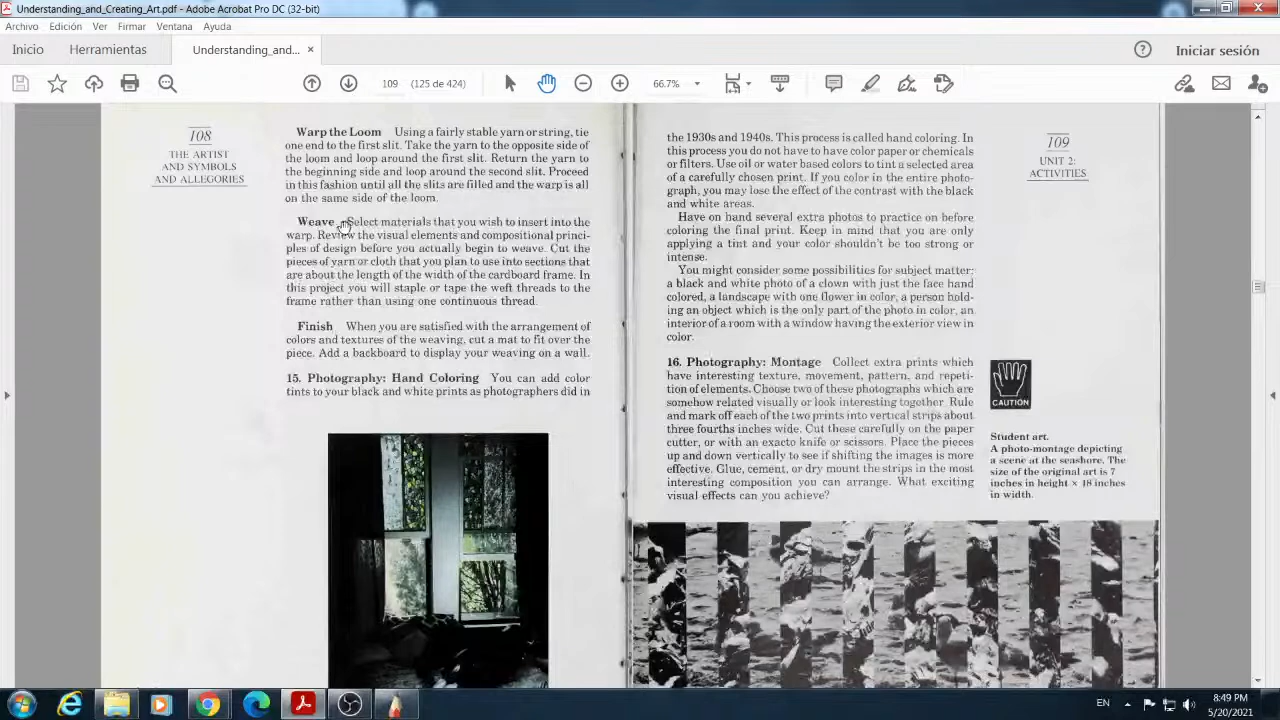 Understanding_and_Creating_Art.pdf - Adobe Acrobat Pro DC (32-bit)
Archivo Edición Ver Firmar Ventana Ayuda
Inicio Herramientas Understanding_and... × Iniciar sesión
109 (125 de 424) 66.7%
108
THE ARTIST
AND SYMBOLS
AND ALLEGORIES
Warp the Loom Using a fairly stable yarn or string, tie
one end to the first slit. Take the yarn to the opposite side of
the loom and loop around the first slit. Return the yarn to
the beginning side and loop around the second slit. Proceed
in this fashion until all the slits are filled and the warp is all
on the same side of the loom.
Weave Select materials that you wish to insert into the
warp. Review the visual elements and compositional princi-
ples of design before you actually begin to weave. Cut the
pieces of yarn or cloth that you plan to use into sections that
are about the length of the width of the cardboard frame. In
this project you will staple or tape the weft threads to the
frame rather than using one continuous thread.
Finish When you are satisfied with the arrangement of
colors and textures of the weaving, cut a mat to fit over the
piece. Add a backboard to display your weaving on a wall.
15. Photography: Hand Coloring You can add color
tints to your black and white prints as photographers did in
the 1930s and 1940s. This process is called hand coloring. In
this process you do not have to have color paper or chemicals
or filters. Use oil or water based colors to tint a selected area
of a carefully chosen print. If you color in the entire photo-
graph, you may lose the effect of the contrast with the black
and white areas.
Have on hand several extra photos to practice on before
coloring the final print. Keep in mind that you are only
applying a tint and your color shouldn't be too strong or
intense.
You might consider some possibilities for subject matter:
a black and white photo of a clown with just the face hand
colored, a landscape with one flower in color, a person hold-
ing an object which is the only part of the photo in color, an
interior of a room with a window having the exterior view in
color.
16. Photography: Montage Collect extra prints which
have interesting texture, movement, pattern, and repeti-
tion of elements. Choose two of these photographs which are
somehow related visually or look interesting together. Rule
and mark off each of the two prints into vertical strips about
three fourths inches wide. Cut these carefully on the paper
cutter, or with an exacto knife or scissors. Place the pieces
up and down vertically to see if shifting the images is more
effective. Glue, cement, or dry mount the strips in the most
interesting composition you can arrange. What exciting
visual effects can you achieve?
109
UNIT 2:
ACTIVITIES
CAUTION
Student art.
A photo-montage depicting
a scene at the seashore. The
size of the original art is 7
inches in height × 18 inches
in width.
EN
8:49 PM
5/20/2021